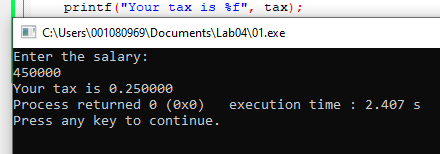 printf("Your tax is %f", tax);
C:\Users\001080969\Documents\Lab04\01.exe
Enter the salary:
450000
Your tax is 0.250000
Process returned 0 (0x0)   execution time : 2.407 s
Press any key to continue.